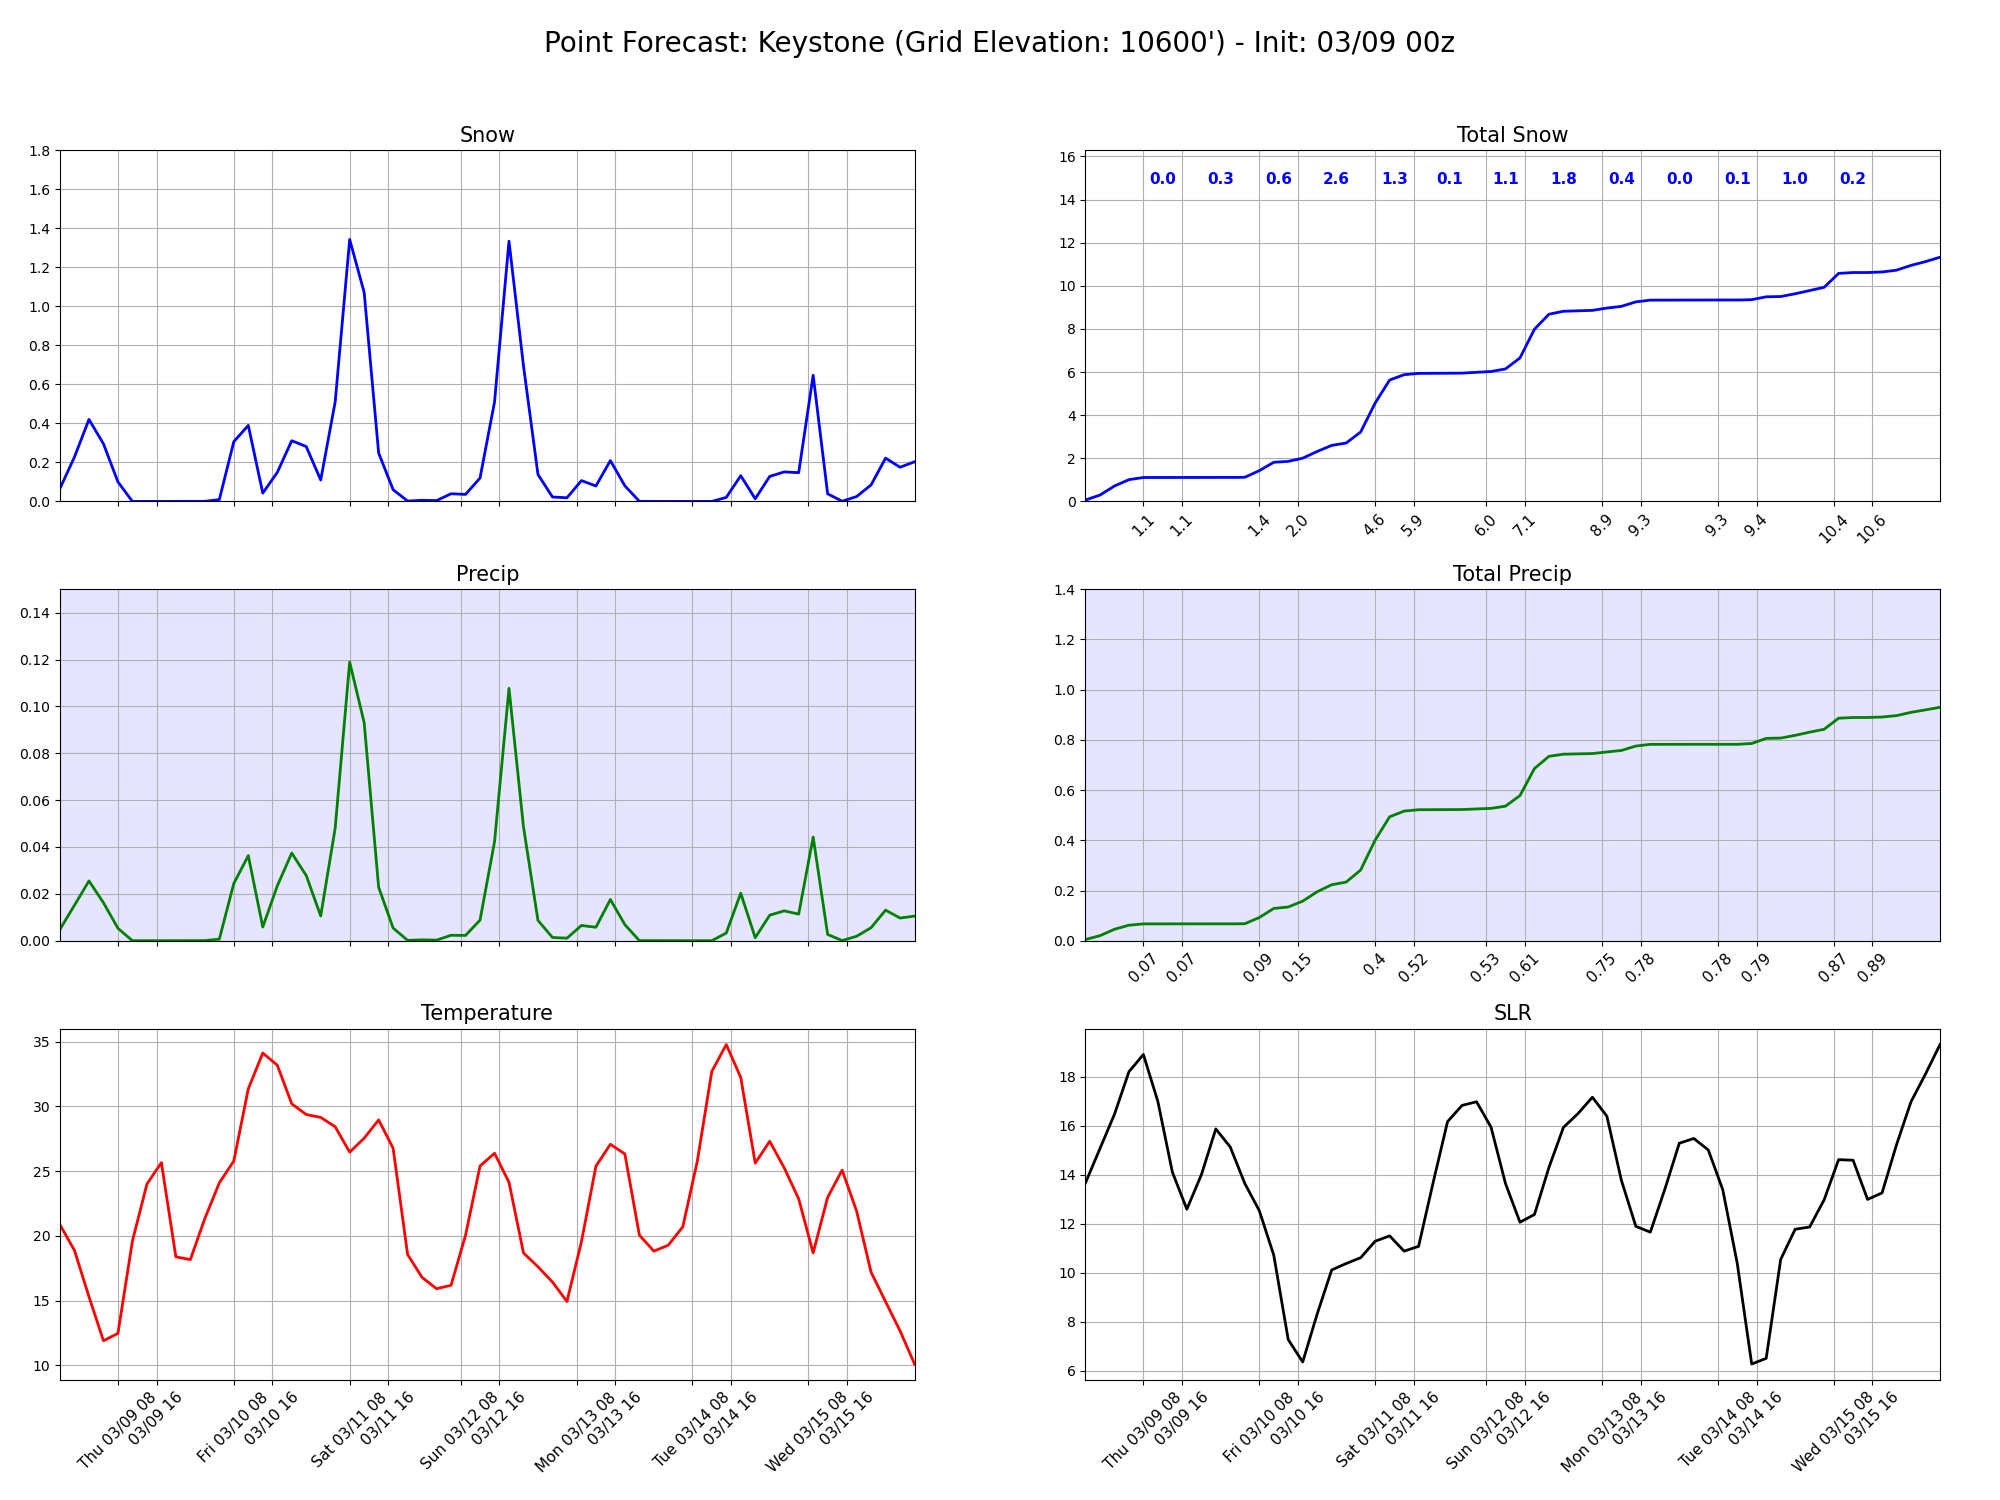 Point Forecast: Keystone (Grid Elevation: 10600') - Init: 03/09 00z
Snow
1.8
1.6
1.4
1.2
1.0
0.8
0.6
0.4
0.2
0.0
Total Snow
16
14
12
10
8
6
4
2
0
0.0 0.3 0.6 2.6 1.3 0.1 1.1 1.8 0.4 0.0 0.1 1.0 0.2
1.1 1.1 1.4 2.0 4.6 5.9 6.0 7.1 8.9 9.3 9.3 9.4 10.4 10.6
Precip
0.14
0.12
0.10
0.08
0.06
0.04
0.02
0.00
Total Precip
1.4
1.2
1.0
0.8
0.6
0.4
0.2
0.0
0.07 0.07 0.09 0.15 0.4 0.52 0.53 0.61 0.75 0.78 0.78 0.79 0.87 0.89
Temperature
35
30
25
20
15
10
Thu 03/09 08
03/09 16
Fri 03/10 08
03/10 16
Sat 03/11 08
03/11 16
Sun 03/12 08
03/12 16
Mon 03/13 08
03/13 16
Tue 03/14 08
03/14 16
Wed 03/15 08
03/15 16
SLR
18
16
14
12
10
8
6
Thu 03/09 08
03/09 16
Fri 03/10 08
03/10 16
Sat 03/11 08
03/11 16
Sun 03/12 08
03/12 16
Mon 03/13 08
03/13 16
Tue 03/14 08
03/14 16
Wed 03/15 08
03/15 16